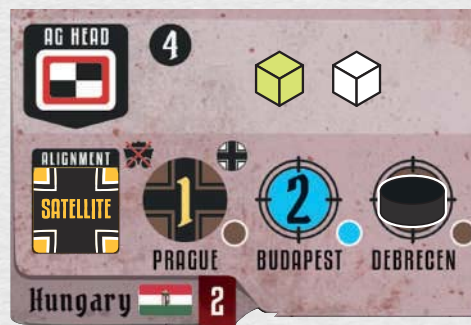 AG HEAD
4
ALIGNMENT
SATELLITE
1
2
PRAGUE
BUDAPEST
DEBRECEN
Hungary
2